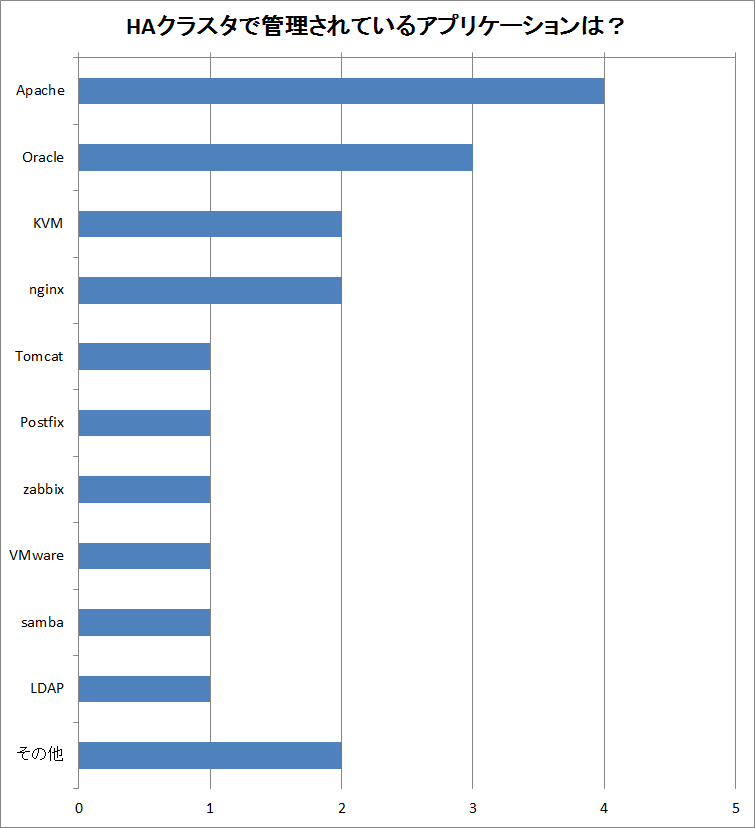 HAクラスタで管理されているアプリケーションは？
Apache
Oracle
KVM
nginx
Tomcat
Postfix
zabbix
VMware
samba
LDAP
その他
0 1 2 3 4 5